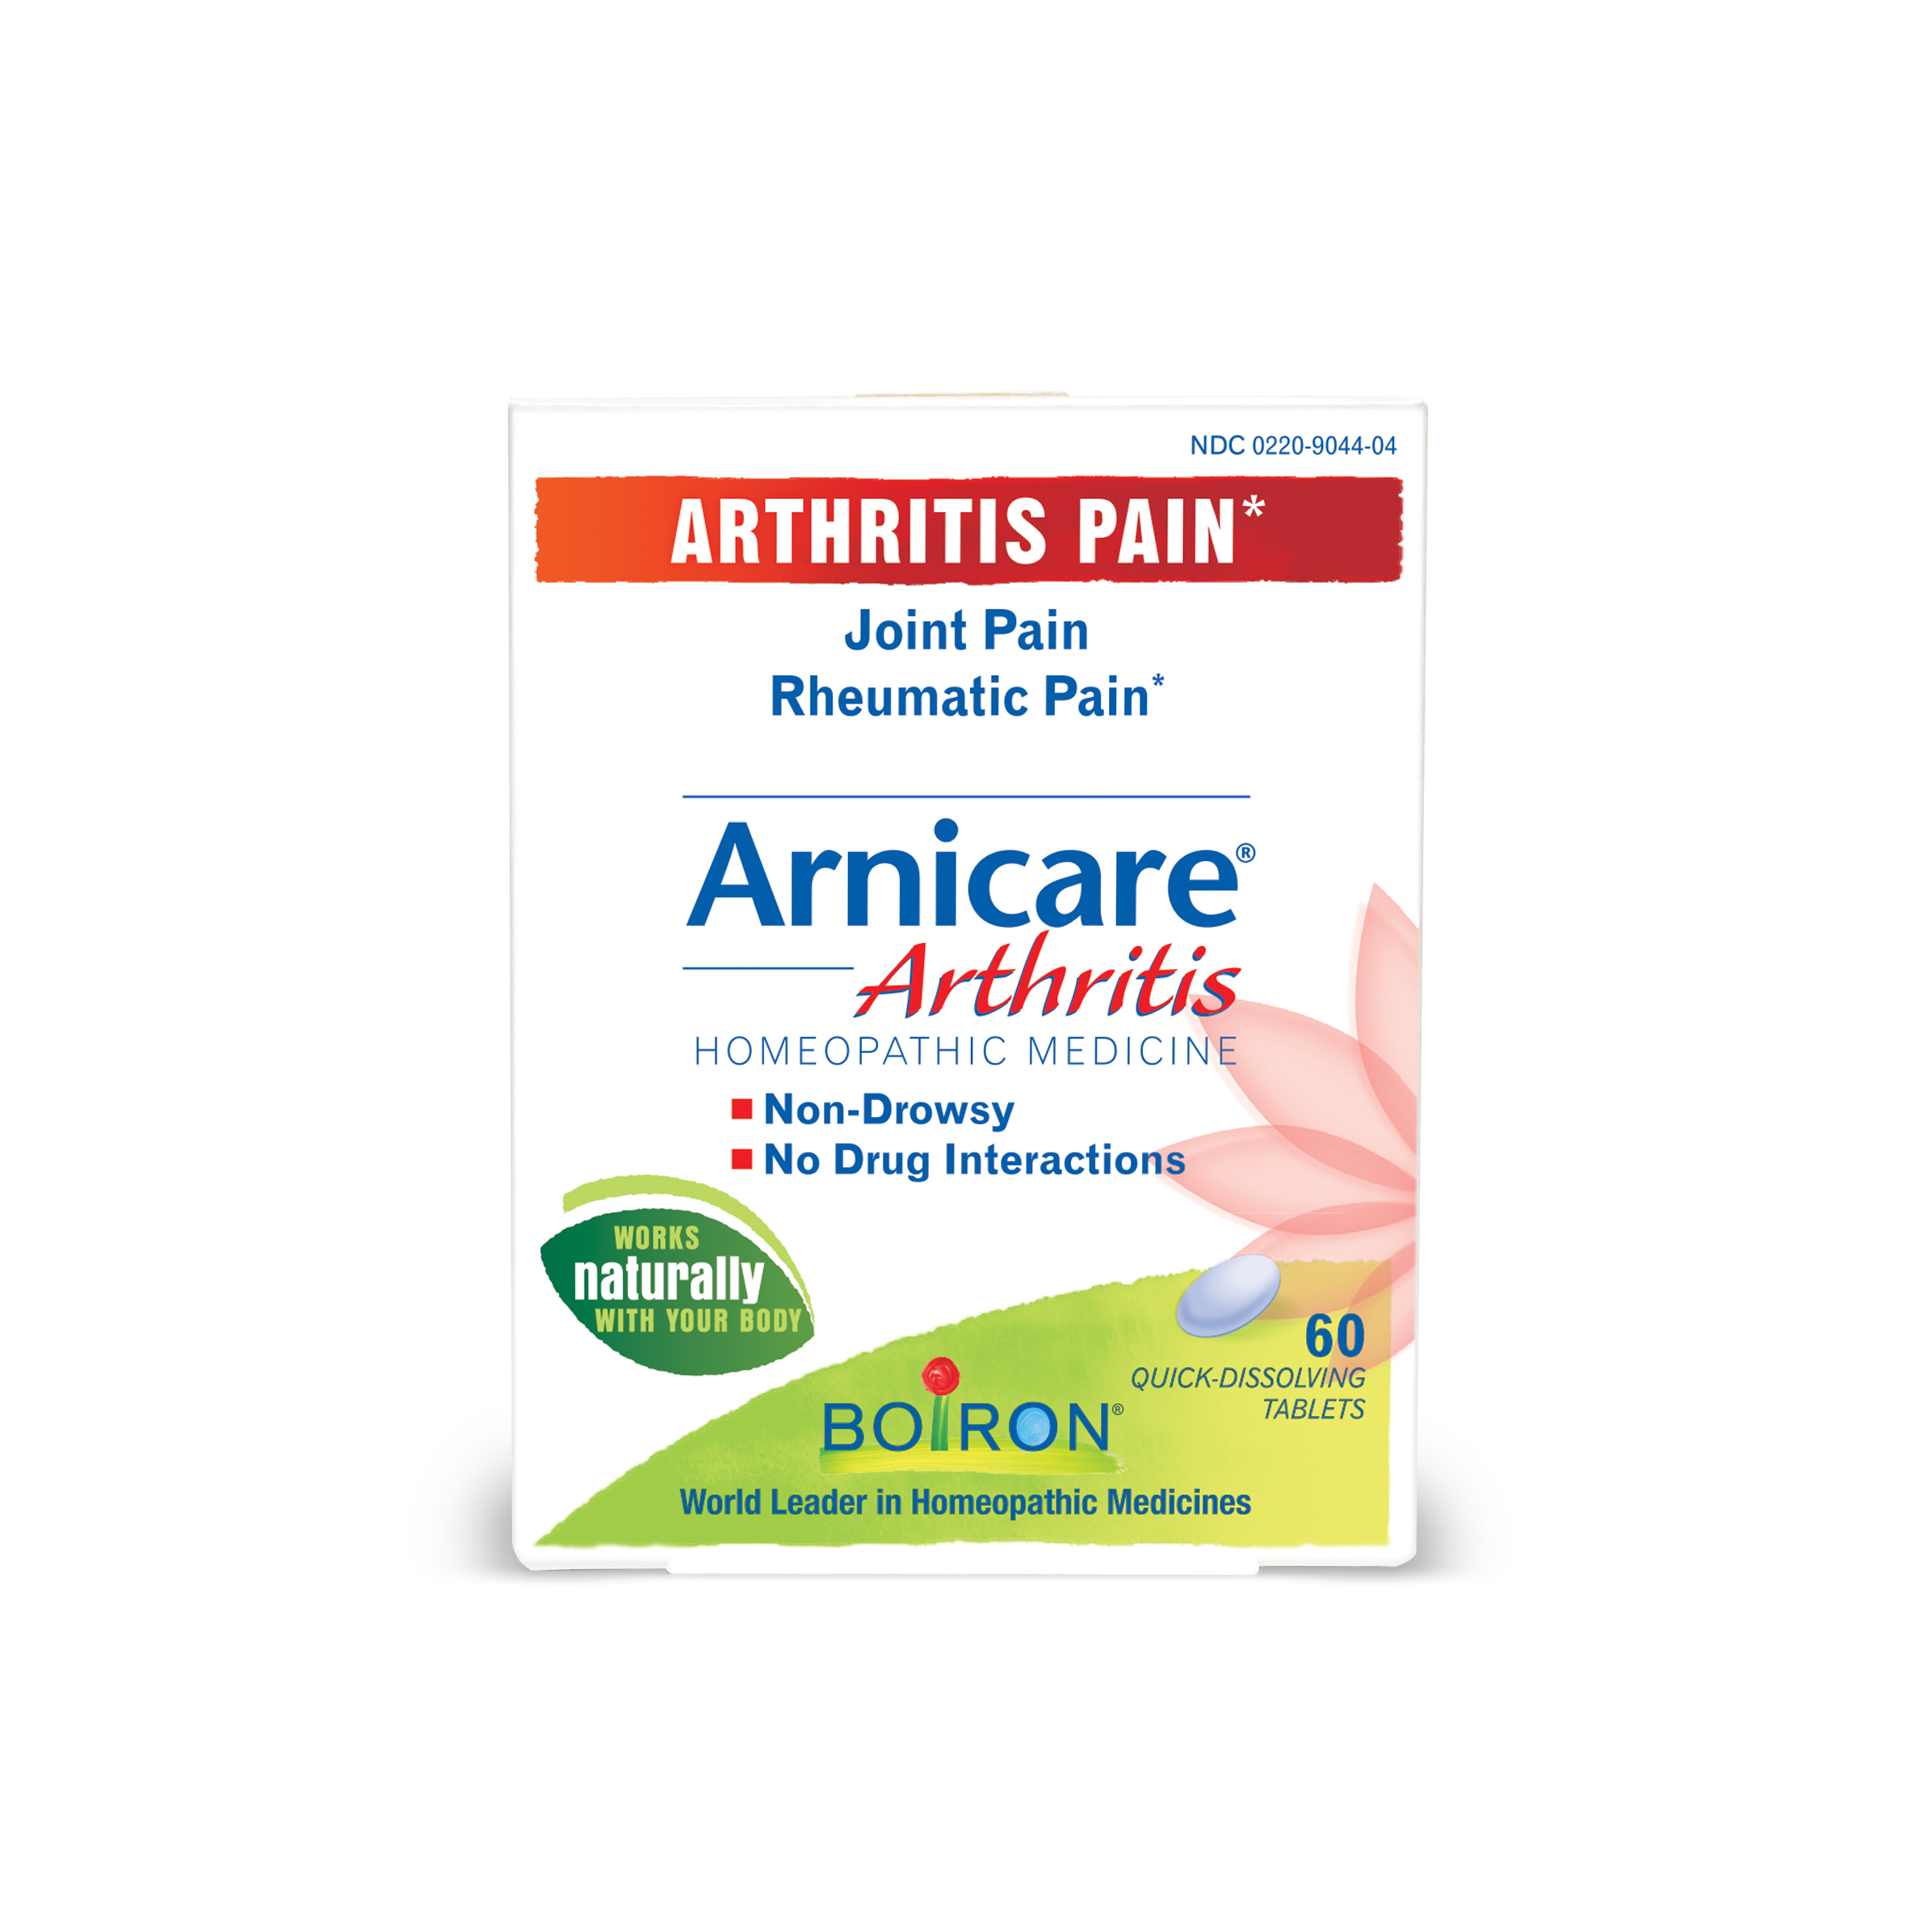 NDC 0220-9044-04
ARTHRITIS PAIN*
Joint Pain
Rheumatic Pain*
Arnicare®
Arthritis
HOMEOPATHIC MEDICINE
Non-Drowsy
No Drug Interactions
WORKS
naturally
WITH YOUR BODY
60
QUICK-DISSOLVING
TABLETS
BOIRON®
World Leader in Homeopathic Medicines